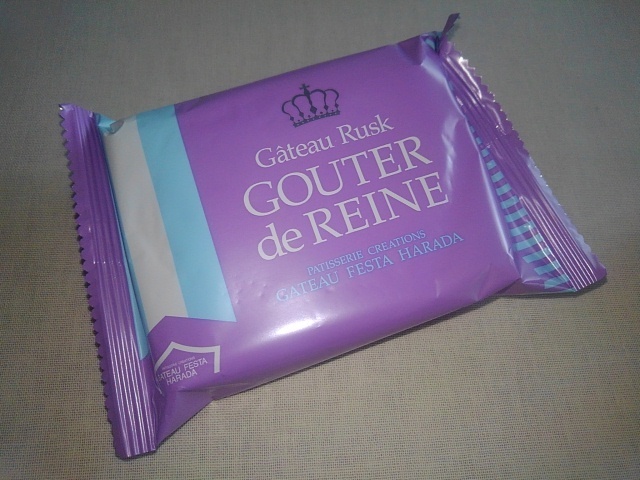 Gâteau Rusk
GOUTER
de REINE
PATISSERIE CREATIONS
GATEAU FESTA HARADA
GATEAU FESTA
HARADA